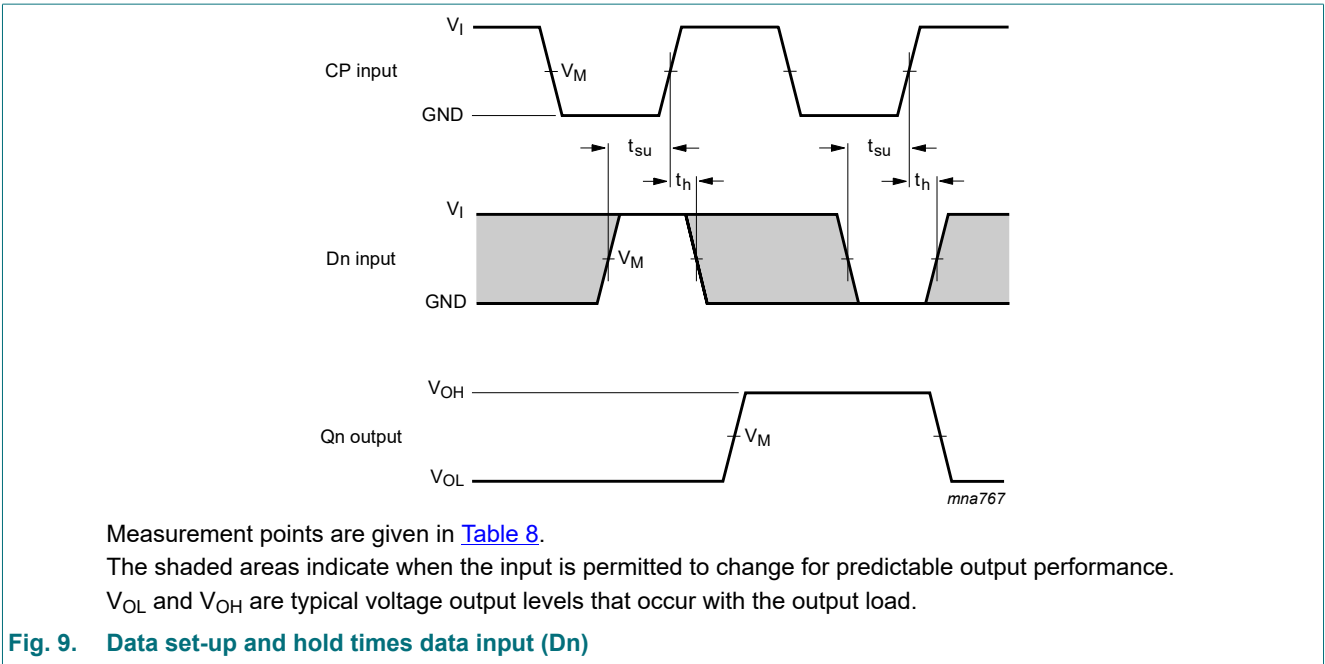 V_I
CP input
V_M
GND
t_su
t_su
t_h
t_h
V_I
Dn input
V_M
GND
V_OH
Qn output
V_M
V_OL
mna767
Measurement points are given in Table 8.
The shaded areas indicate when the input is permitted to change for predictable output performance.
V_OL and V_OH are typical voltage output levels that occur with the output load.
Fig. 9. Data set-up and hold times data input (Dn)